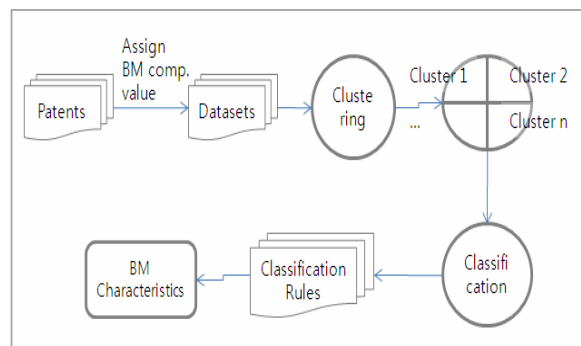 Assign
BM comp.
value
Patents
Datasets
Cluste
ring
Cluster 1
Cluster 2
...
Cluster n
BM
Characteristics
Classification
Rules
Classifi
cation